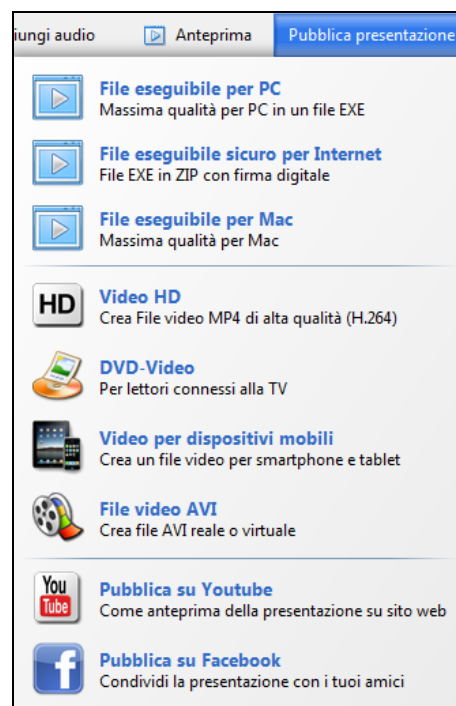 iungi audio Anteprima Pubblica presentazione
File eseguibile per PC
Massima qualità per PC in un file EXE
File eseguibile sicuro per Internet
File EXE in ZIP con firma digitale
File eseguibile per Mac
Massima qualità per Mac
HD
Video HD
Crea File video MP4 di alta qualità (H.264)
DVD-Video
Per lettori connessi alla TV
Video per dispositivi mobili
Crea un file video per smartphone e tablet
File video AVI
Crea file AVI reale o virtuale
You
Tube
Pubblica su Youtube
Come anteprima della presentazione su sito web
f
Pubblica su Facebook
Condividi la presentazione con i tuoi amici